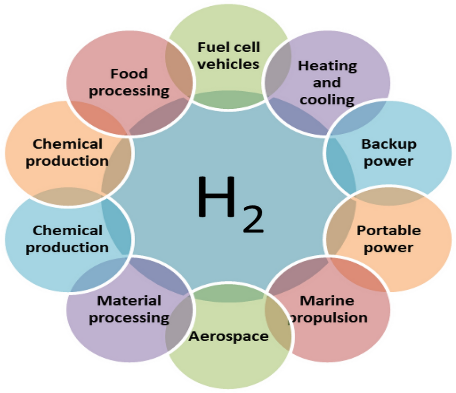 Fuel cell
vehicles
Heating
and
cooling
Backup
power
Portable
power
Marine
propulsion
Aerospace
Material
processing
Chemical
production
Chemical
production
Food
processing
H2